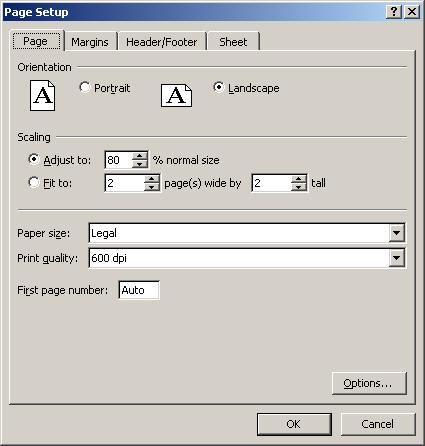 Page Setup
Page Margins Header/Footer Sheet
Orientation
A Portrait A Landscape
Scaling
Adjust to: 80 % normal size
Fit to: 2 page(s) wide by 2 tall
Paper size: Legal
Print quality: 600 dpi
First page number: Auto
Options...
OK Cancel